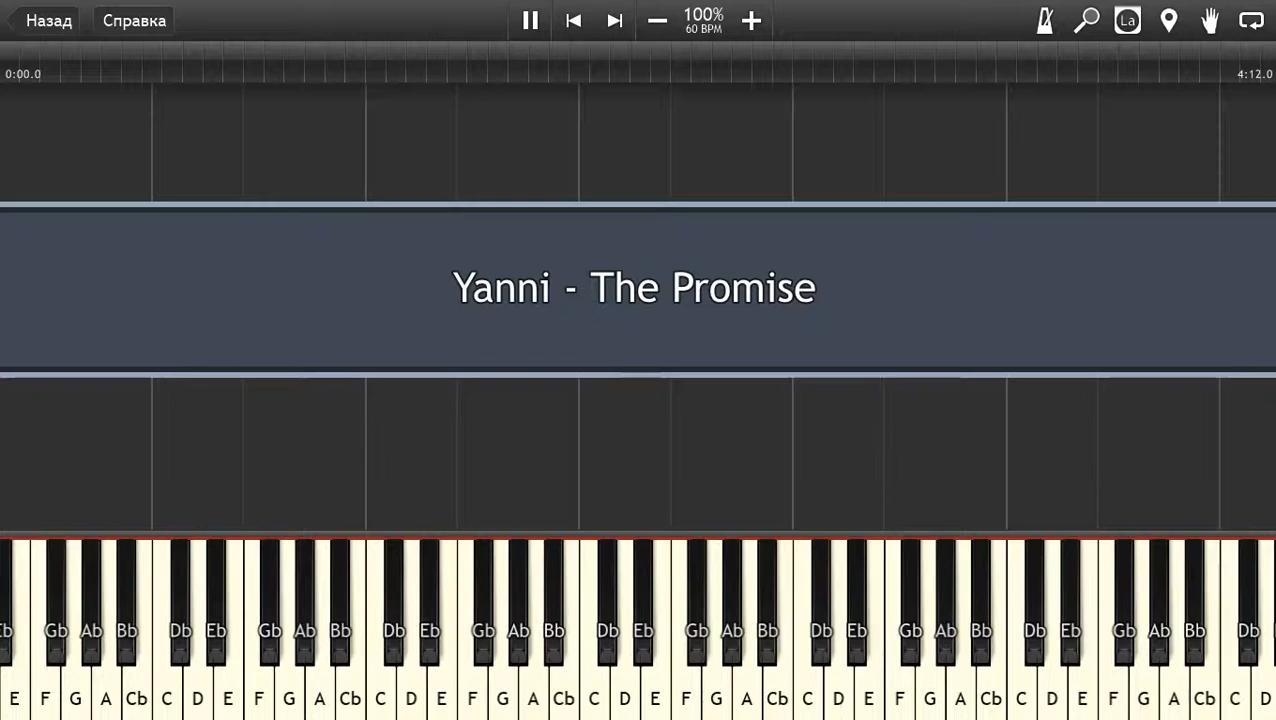 Назад Справка 100% La
60 BPM
0:00.0 4:12.0
Yanni - The Promise
Eb Gb Ab Bb Db Eb Gb Ab Bb Db Eb Gb Ab Bb Db Eb Gb Ab Bb Db Eb Gb Ab Bb Db Eb Gb Ab Bb Db
E F G A Cb C D E F G A Cb C D E F G A Cb C D E F G A Cb C D E F G A Cb C D E F G A Cb C D